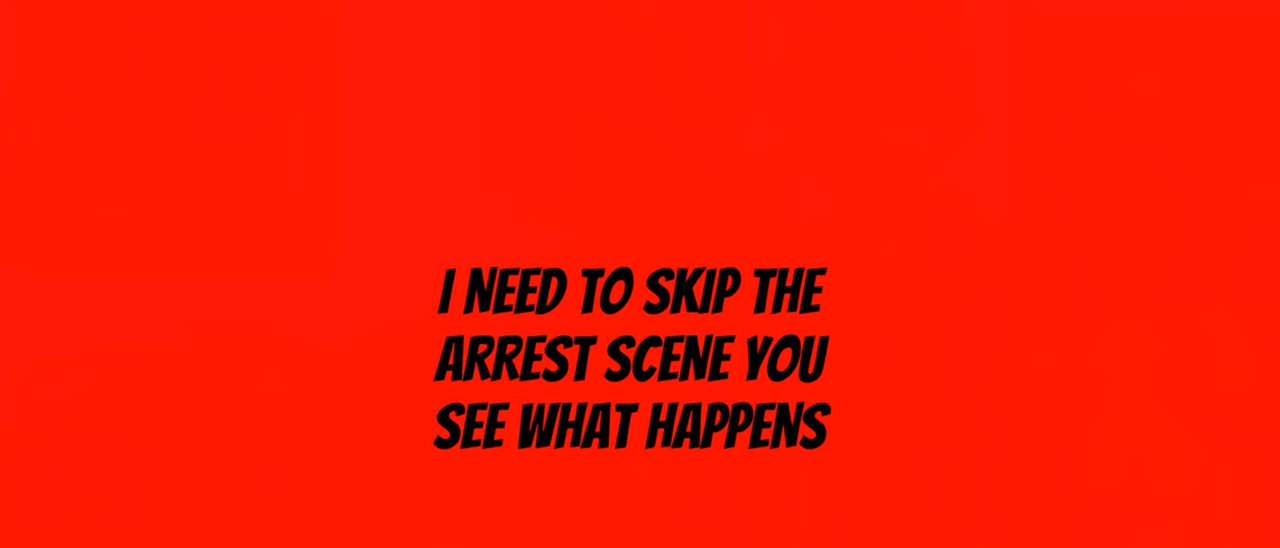 I NEED TO SKIP THE
ARREST SCENE YOU
SEE WHAT HAPPENS